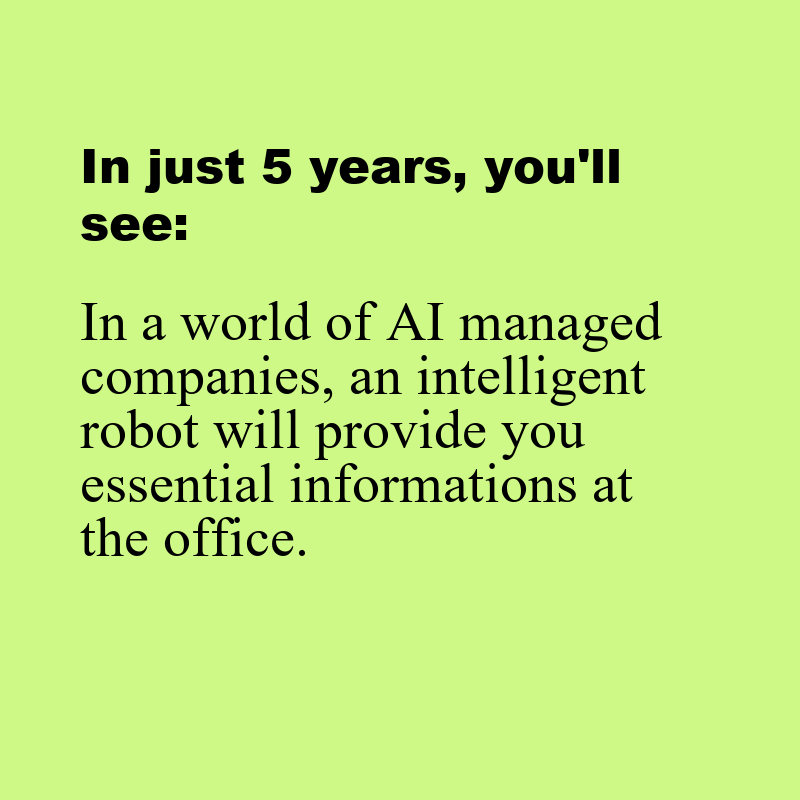 In just 5 years, you'll
see:
In a world of AI managed
companies, an intelligent
robot will provide you
essential informations at
the office.